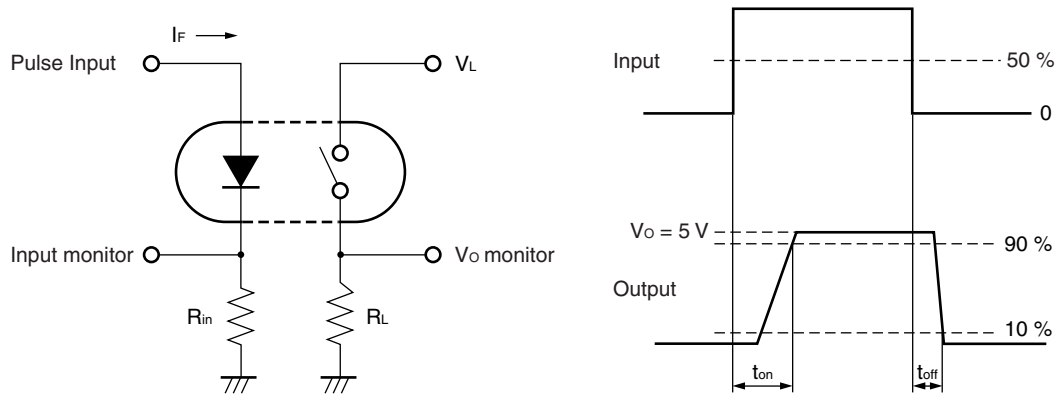 IF
Pulse Input
VL
Input monitor
VO monitor
Rin
RL
Input
50 %
0
VO = 5 V
90 %
Output
10 %
ton
toff